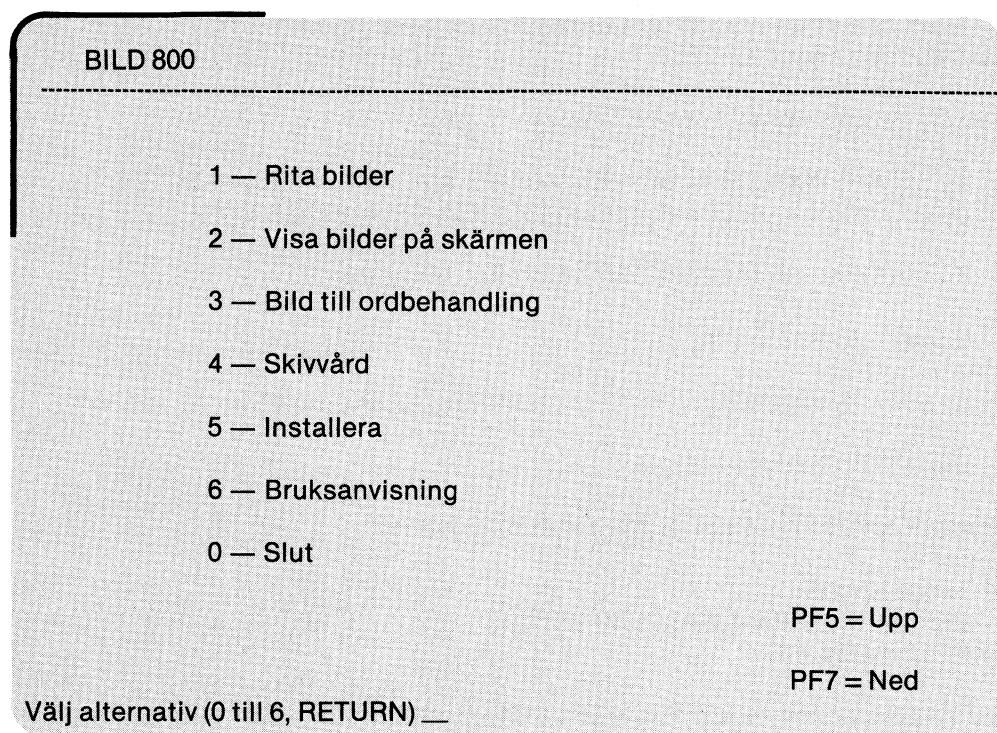 BILD 800
1 — Rita bilder
2 — Visa bilder på skärmen
3 — Bild till ordbehandling
4 — Skivvård
5 — Installera
6 — Bruksanvisning
0 — Slut
PF5 = Upp
PF7 = Ned
Välj alternativ (0 till 6, RETURN) __